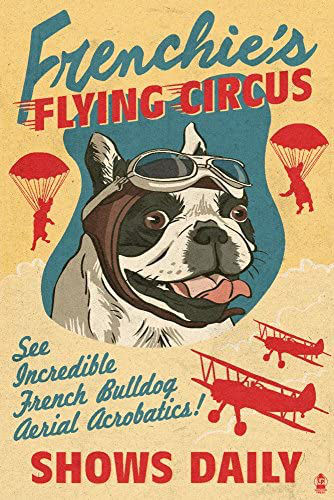 Frenchie's
FLYING CIRCUS
See
Incredible
French Bulldog
Aerial Acrobatics!
SHOWS DAILY